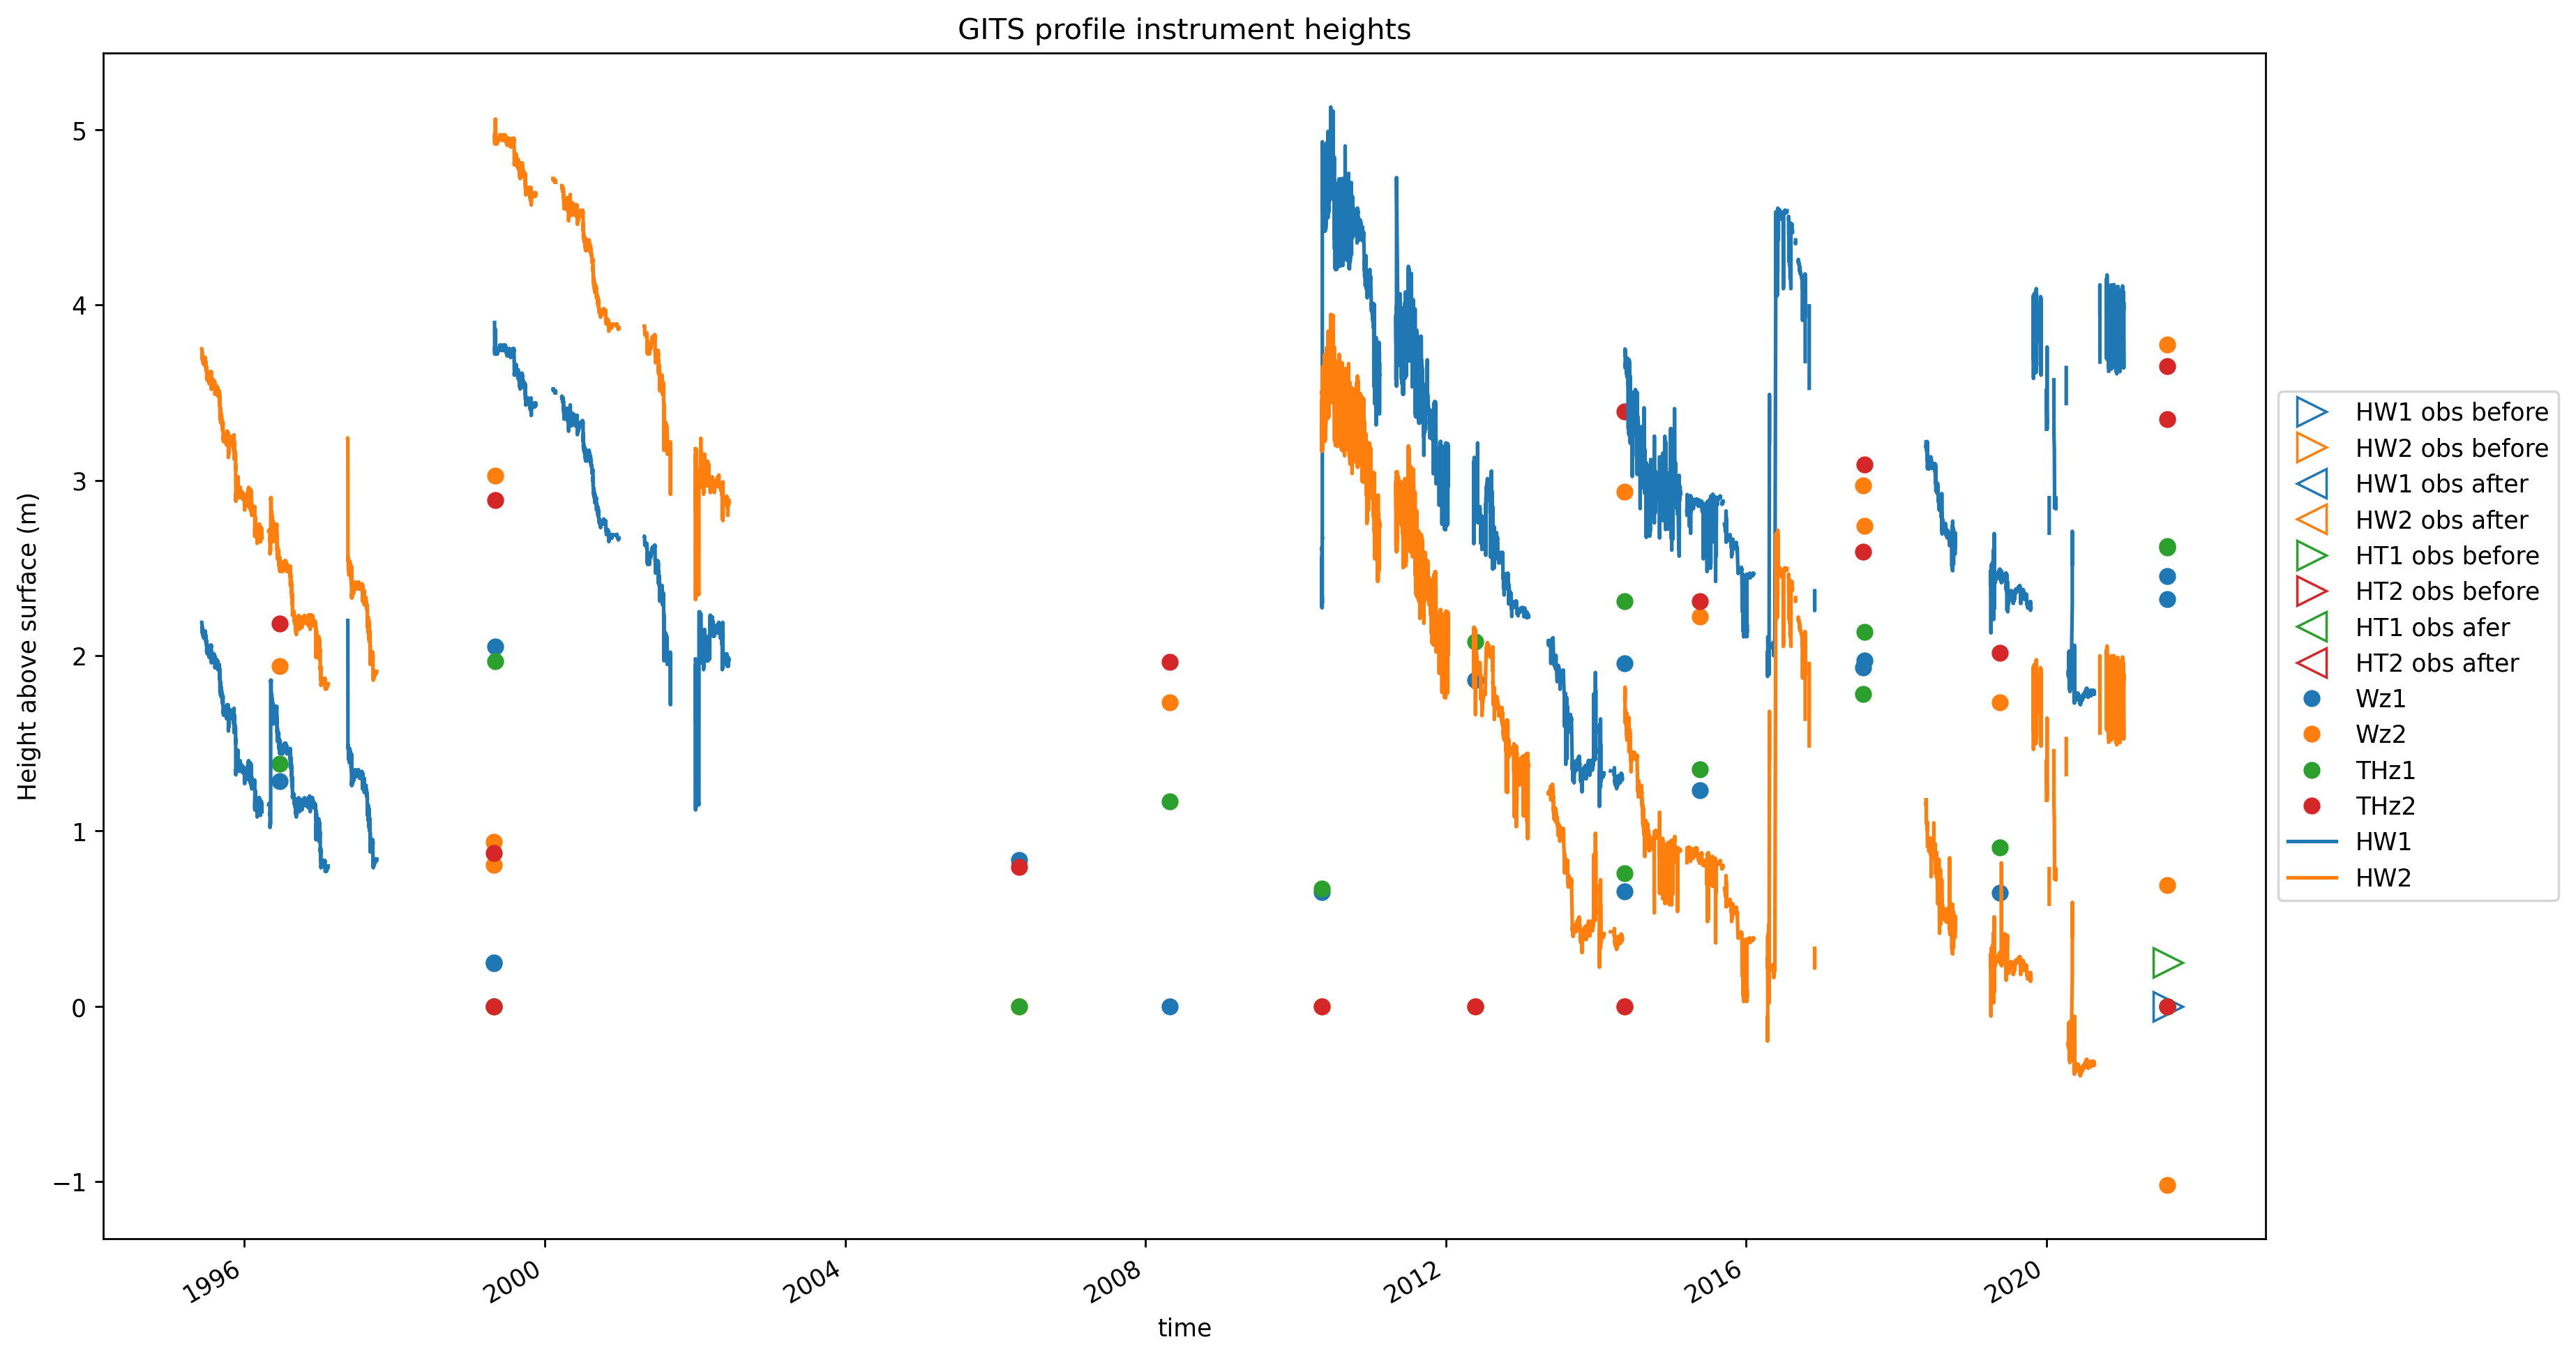 GITS profile instrument heights
Height above surface (m)
5
4
3
2
1
0
−1
1996
2000
2004
2008
2012
2016
2020
time
HW1 obs before
HW2 obs before
HW1 obs after
HW2 obs after
HT1 obs before
HT2 obs before
HT1 obs afer
HT2 obs after
Wz1
Wz2
THz1
THz2
HW1
HW2